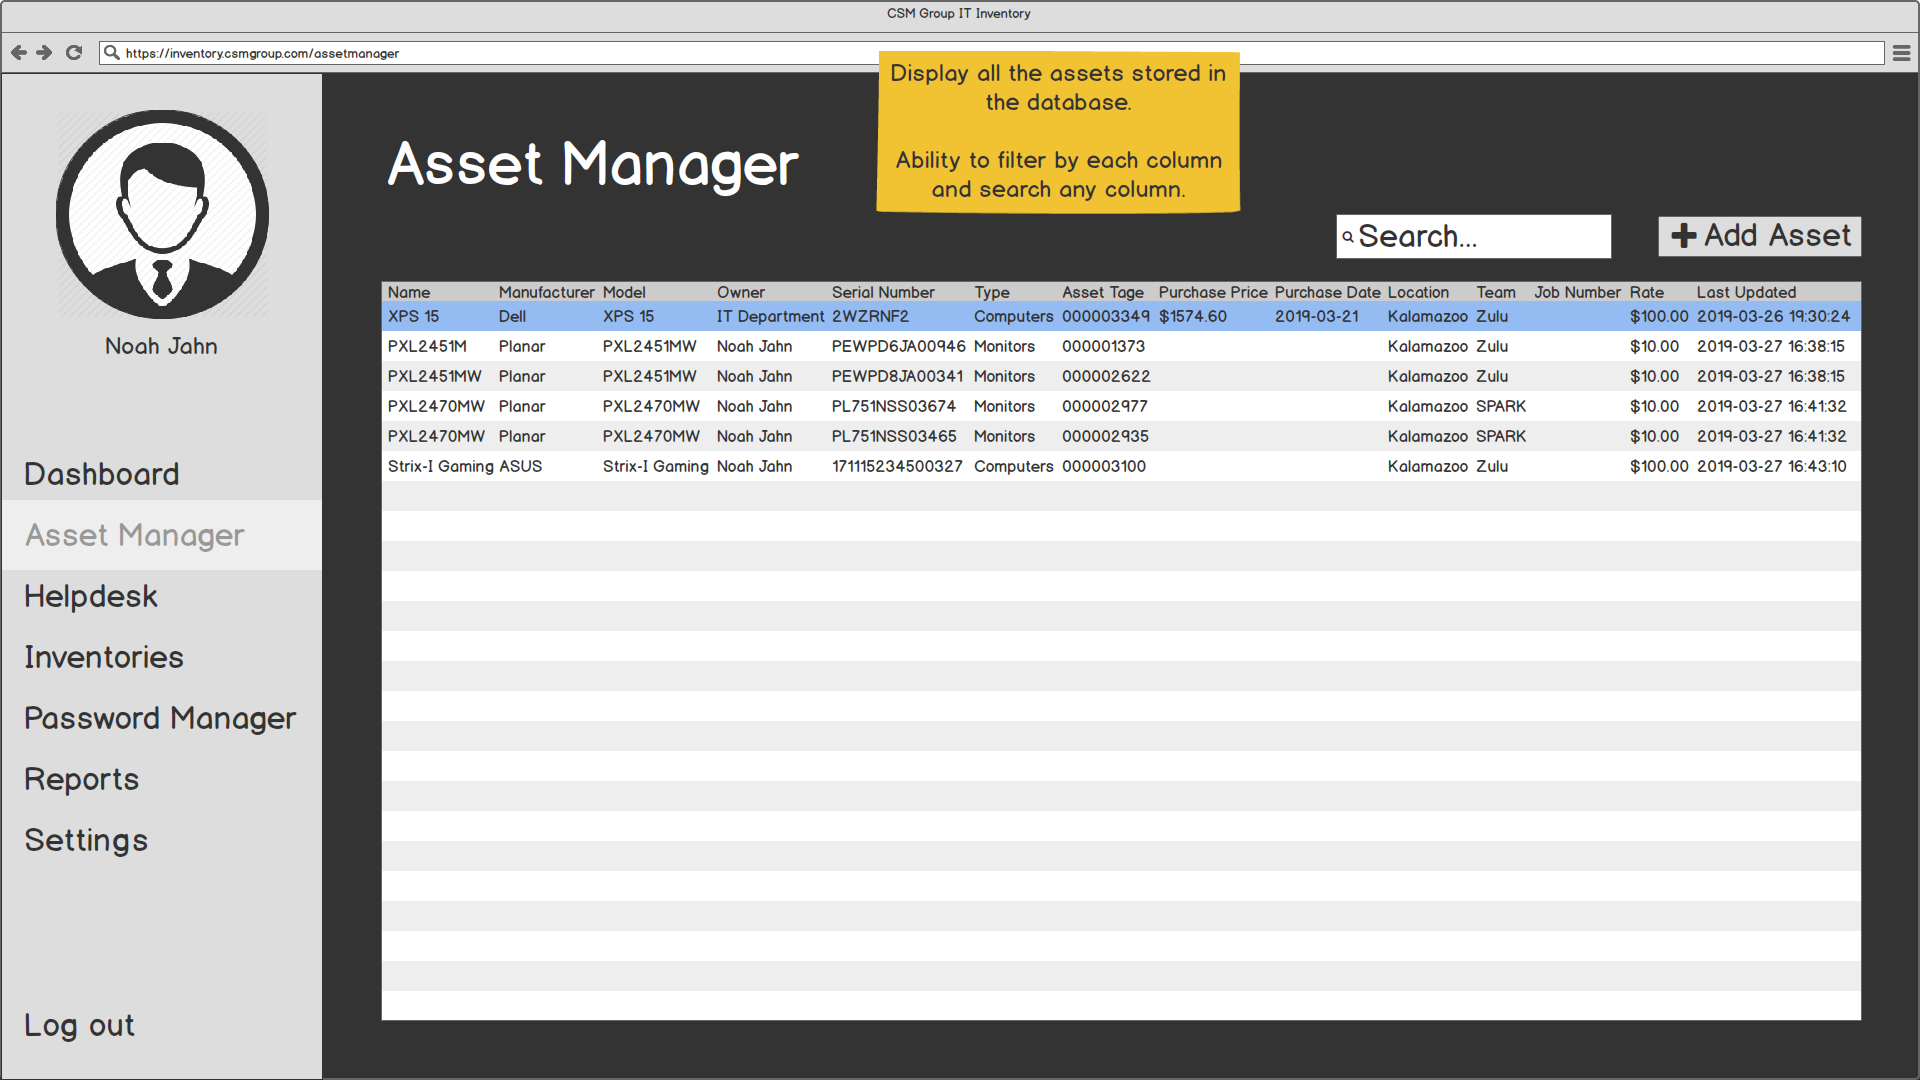 CSM Group IT Inventory
https://inventory.csmgroup.com/assetmanager
Display all the assets stored in
the database.
Ability to filter by each column
and search any column.
Asset Manager
Search...
Add Asset
Noah Jahn
Dashboard
Asset Manager
Helpdesk
Inventories
Password Manager
Reports
Settings
Log out
Name Manufacturer Model Owner Serial Number Type Asset Tage Purchase Price Purchase Date Location Team Job Number Rate Last Updated
XPS 15 Dell XPS 15 IT Department 2WZRNF2 Computers 000003349 $1574.60 2019-03-21 Kalamazoo Zulu $100.00 2019-03-26 19:30:24
PXL2451M Planar PXL2451MW Noah Jahn PEWPD6JA00946 Monitors 000001373 Kalamazoo Zulu $10.00 2019-03-27 16:38:15
PXL2451MW Planar PXL2451MW Noah Jahn PEWPD8JA00341 Monitors 000002622 Kalamazoo Zulu $10.00 2019-03-27 16:38:15
PXL2470MW Planar PXL2470MW Noah Jahn PL751NSS03674 Monitors 000002977 Kalamazoo SPARK $10.00 2019-03-27 16:41:32
PXL2470MW Planar PXL2470MW Noah Jahn PL751NSS03465 Monitors 000002935 Kalamazoo SPARK $10.00 2019-03-27 16:41:32
Strix-I Gaming ASUS Strix-I Gaming Noah Jahn 171115234500327 Computers 000003100 Kalamazoo Zulu $100.00 2019-03-27 16:43:10